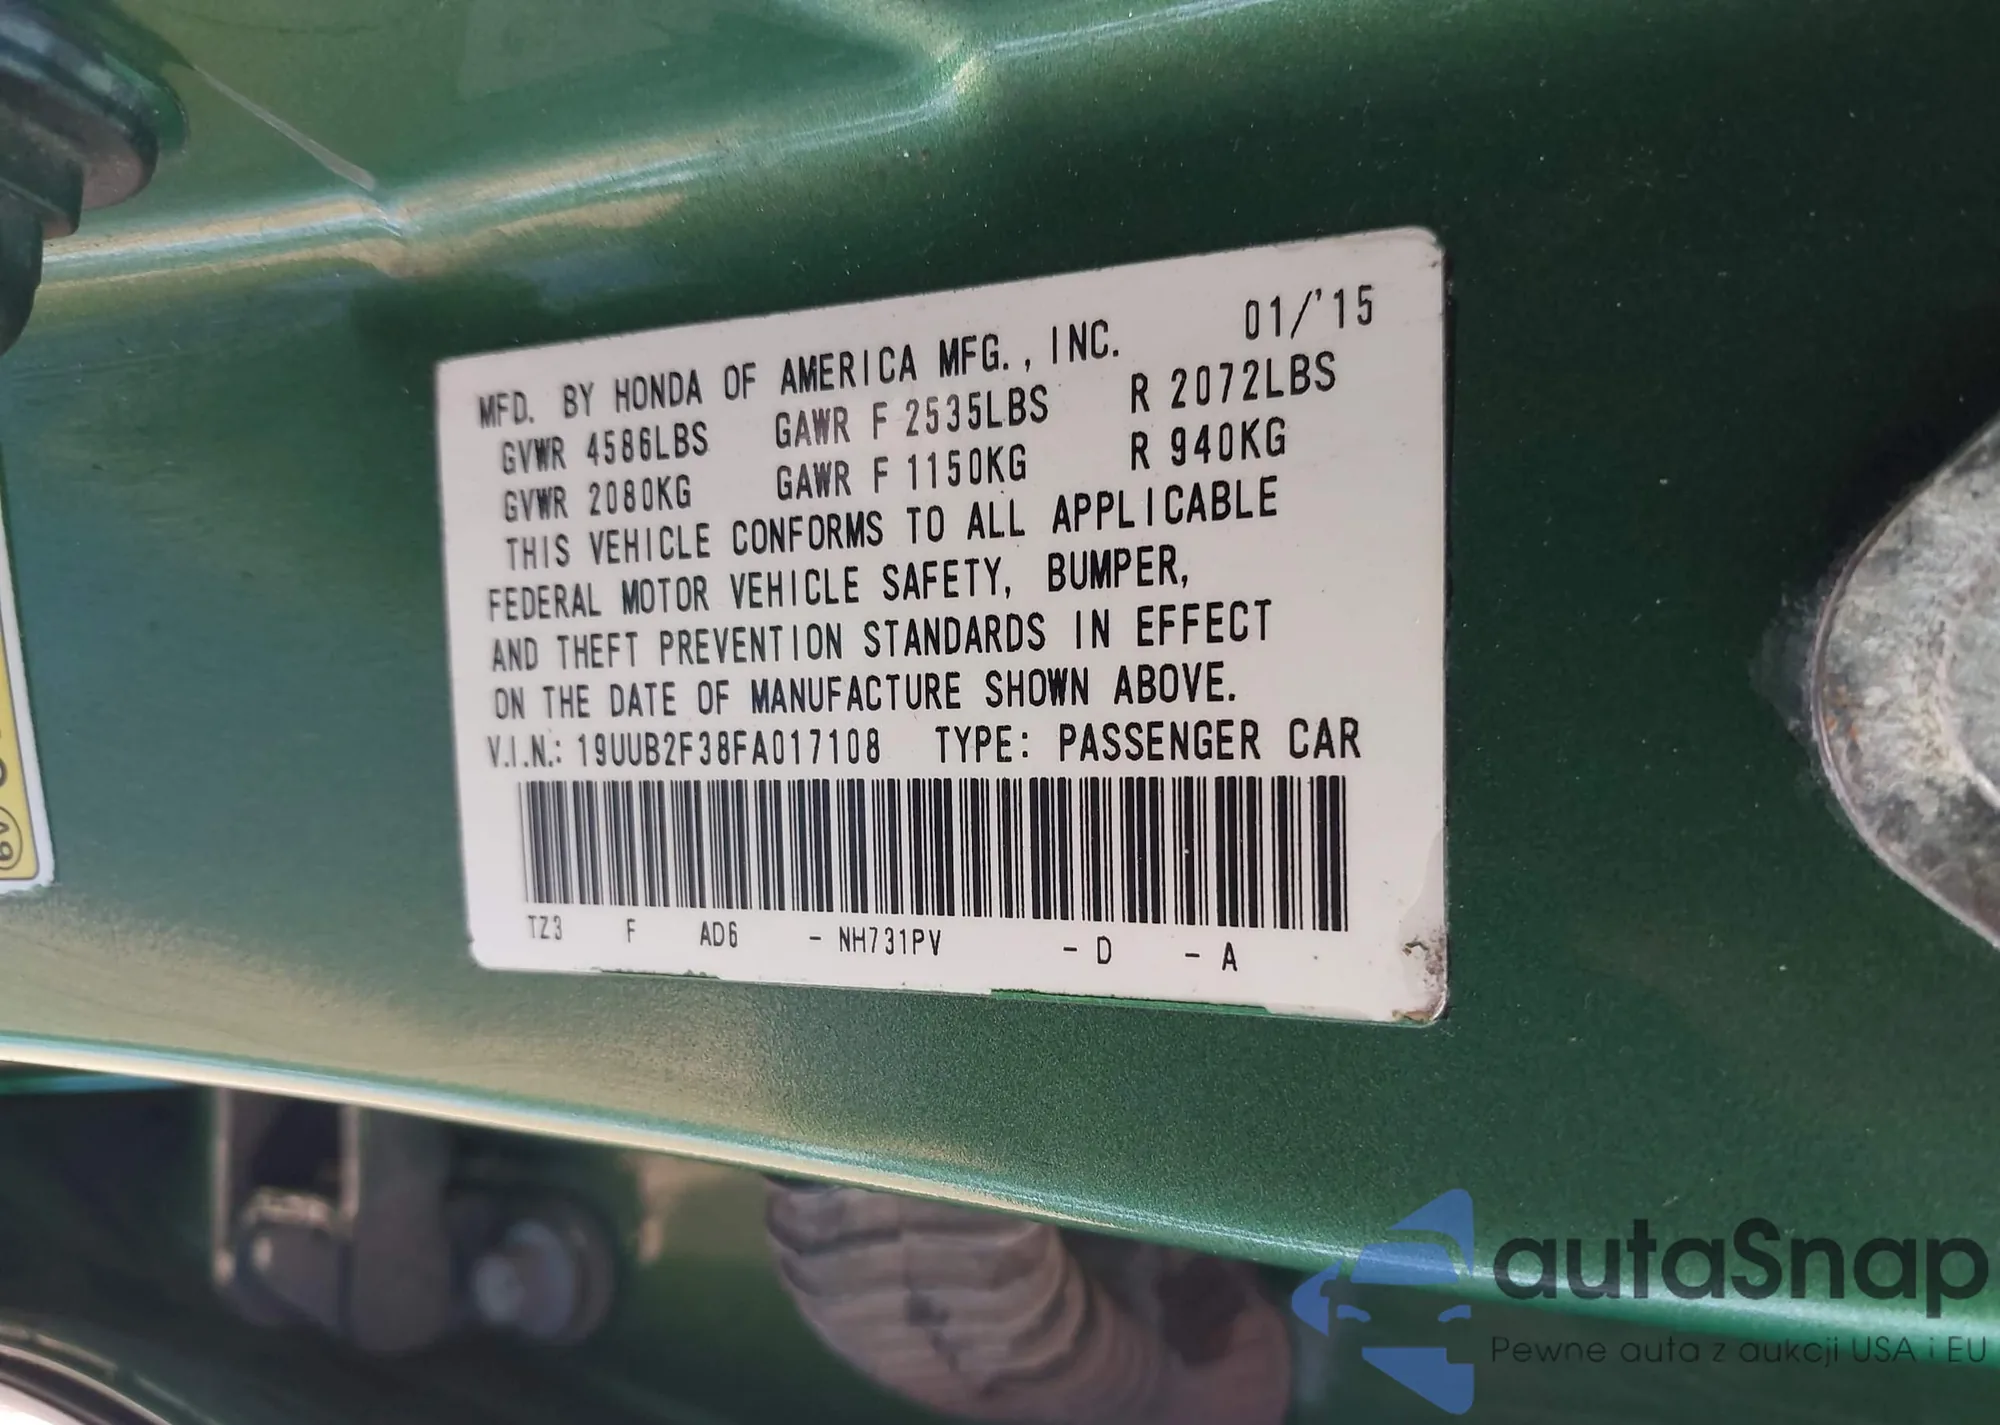 MFD. BY HONDA OF AMERICA MFG., INC. 01/'15
GVWR 4586LBS GAWR F 2535LBS R 2072LBS
GVWR 2080KG GAWR F 1150KG R 940KG
THIS VEHICLE CONFORMS TO ALL APPLICABLE
FEDERAL MOTOR VEHICLE SAFETY, BUMPER,
AND THEFT PREVENTION STANDARDS IN EFFECT
ON THE DATE OF MANUFACTURE SHOWN ABOVE.
V.I.N.: 19UUB2F38FA017108 TYPE: PASSENGER CAR
TZ3 F AD6 - NH731PV - D - A
autaSnap
Pewne auta z aukcji USA i EU